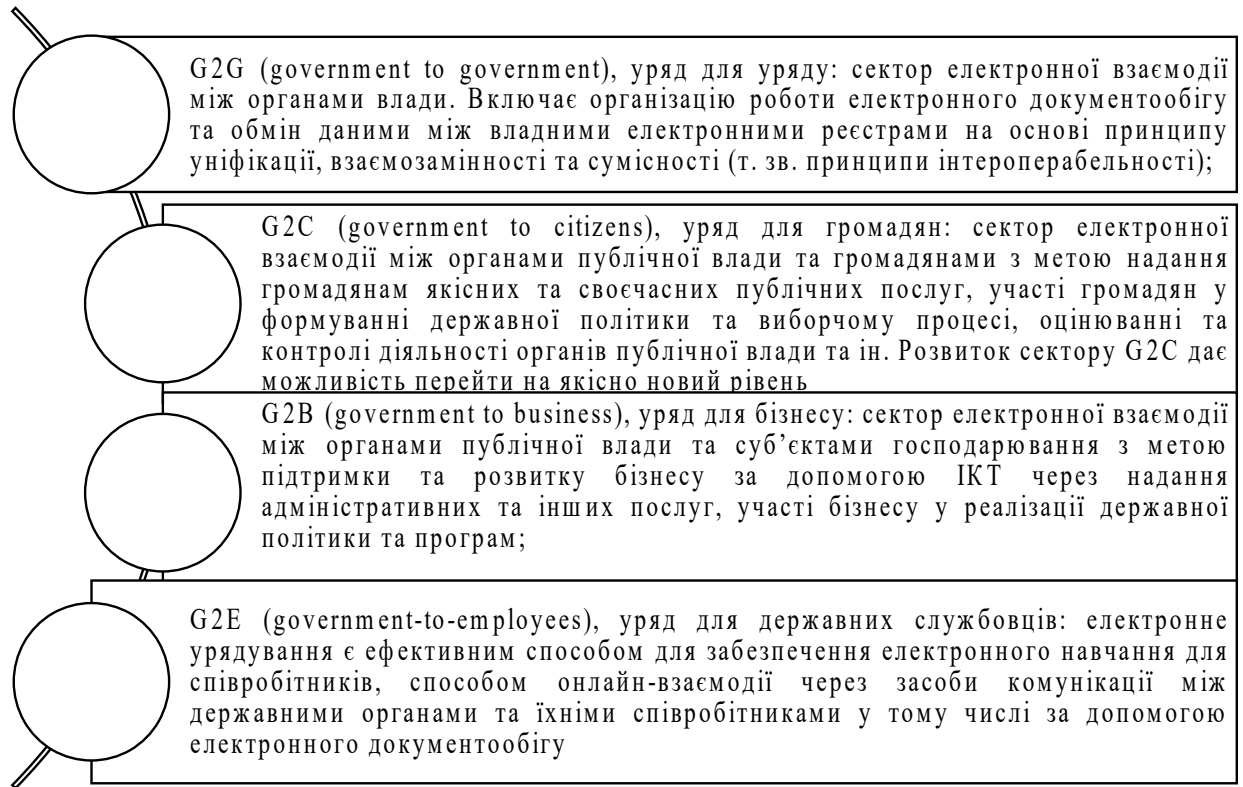 G2G (government to government), уряд для уряду: сектор електронної взаємодії
між органами влади. Включає організацію роботи електронного документообігу
та обмін даними між владними електронними реєстрами на основі принципу
уніфікації, взаємозамінності та сумісності (т. зв. принципи інтероперабельності);
G2C (government to citizens), уряд для громадян: сектор електронної
взаємодії між органами публічної влади та громадянами з метою надання
громадянам якісних та своєчасних публічних послуг, участі громадян у
формуванні державної політики та виборчому процесі, оцінюванні та
контролі діяльності органів публічної влади та ін. Розвиток сектору G2C дає
можливість перейти на якісно новий рівень
G2B (government to business), уряд для бізнесу: сектор електронної взаємодії
між органами публічної влади та суб’єктами господарювання з метою
підтримки та розвитку бізнесу за допомогою ІКТ через надання
адміністративних та інших послуг, участі бізнесу у реалізації державної
політики та програм;
G2E (government-to-employees), уряд для державних службовців: електронне
урядування є ефективним способом для забезпечення електронного навчання для
співробітників, способом онлайн-взаємодії через засоби комунікації між
державними органами та їхніми співробітниками у тому числі за допомогою
електронного документообігу